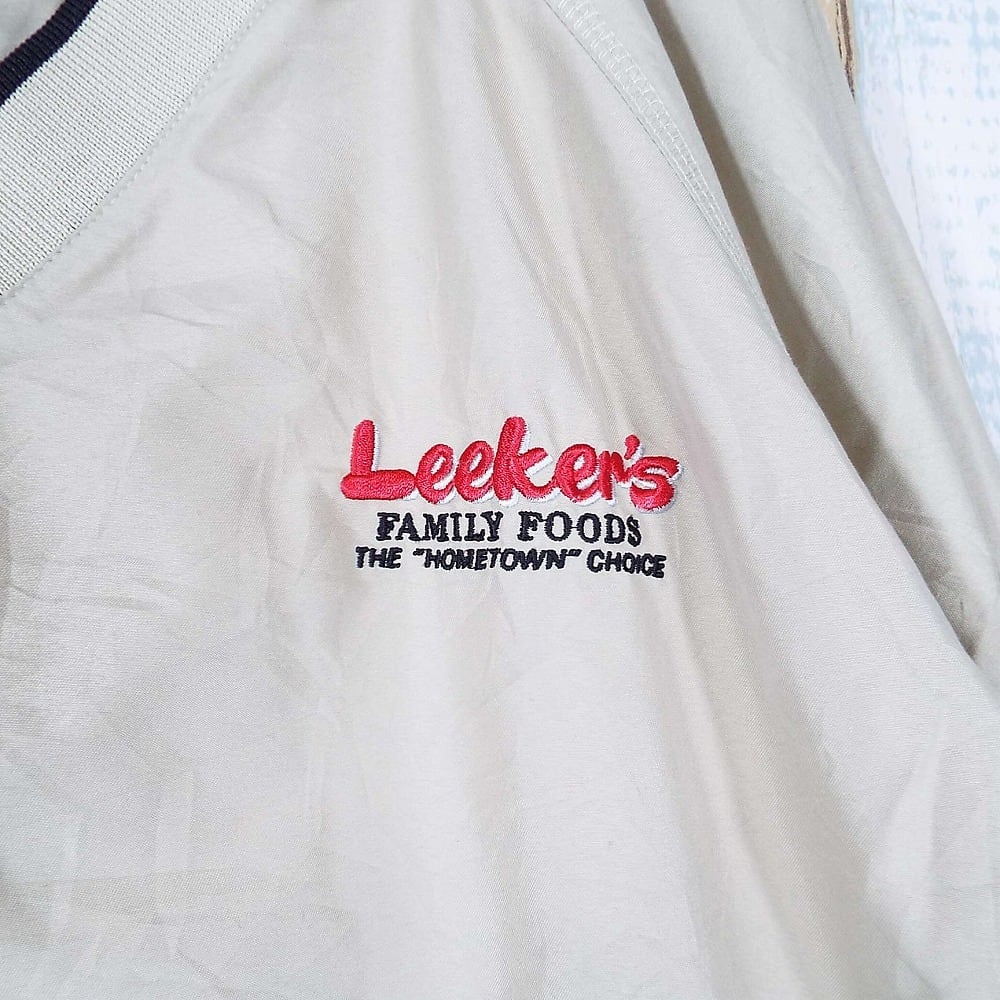 Leeker's
FAMILY FOODS
THE "HOMETOWN" CHOICE